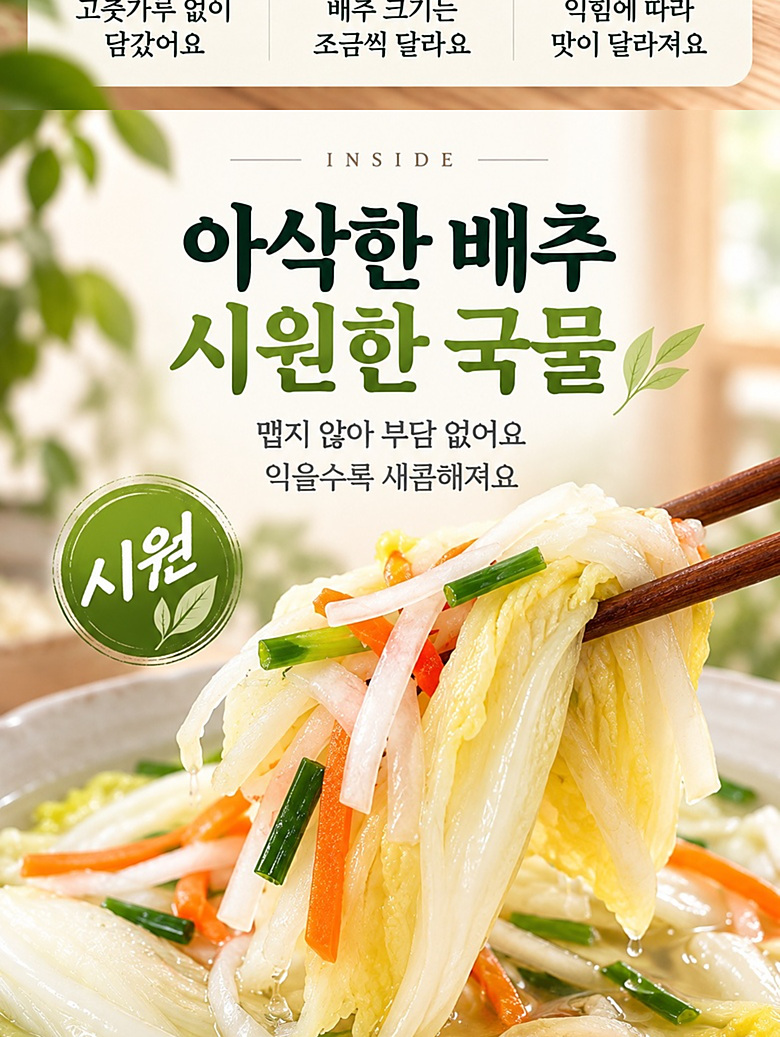 고춧가루 없이
담갔어요
배추 크기는
조금씩 달라요
익힘에 따라
맛이 달라져요
INSIDE
아삭한 배추
시원한 국물
맵지 않아 부담 없어요
익을수록 새콤해져요
시원